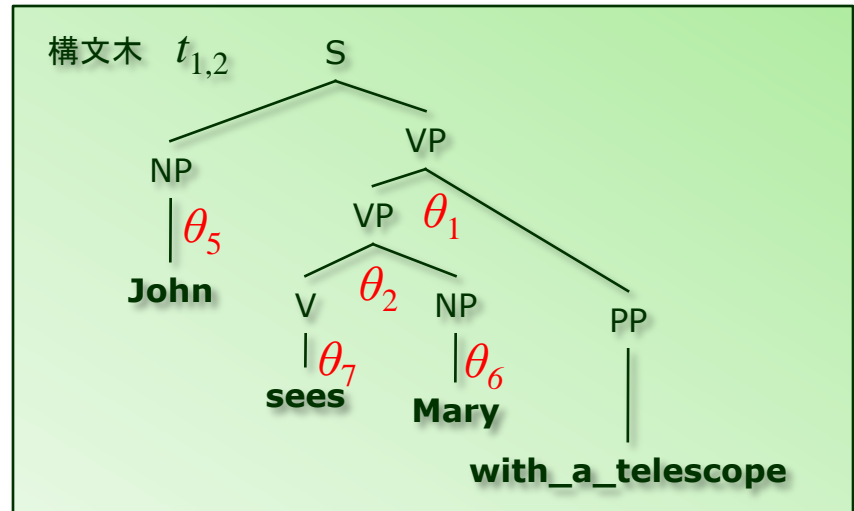 構文木 t1,2
S
NP VP
θ5 VP θ1
John θ2
V NP PP
θ7 θ6
sees Mary
with_a_telescope